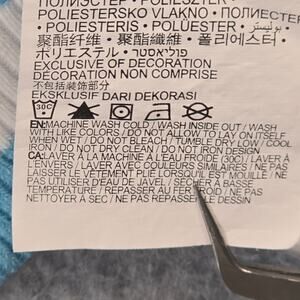 ПОЛИЭСТЕР • ПОЛІЕСТЕР
POLIESTERSKO VLAKNO • ПОЛИЕСТЕР
POLIESTERIS • POLÜESTER • بوليستر
聚酯纤维 • 聚酯纖維 • 폴리에스터 •
ポリエステル • פוליאסטר
EXCLUSIVE OF DECORATION
DÉCORATION NON COMPRISE
不包括装饰部分
EKSKLUSIF DARI DEKORASI
30C
EN:MACHINE WASH COLD / WASH INSIDE OUT / WASH
WITH LIKE COLORS / DO NOT ALLOW TO LAY ON ITSELF
WHEN WET / DO NOT BLEACH / TUMBLE DRY LOW / COOL
IRON / DO NOT DRY CLEAN / DO NOT IRON DESIGN
CA:LAVER À LA MACHINE À L'EAU FROIDE (30C) / LAVER À
L'ENVERS / LAVER AVEC COULEURS SIMILAIRES / NE PAS
LAISSER LE VÊTEMENT PLIÉ LORSQU'IL EST MOUILLÉ / NE
PAS UTILISER D'EAU DE JAVEL / SÉCHER À BASSE
TEMPÉRATURE / REPASSER AU FER FROID / NE PAS
NETTOYER À SEC / NE PAS REPASSER LE DESSIN